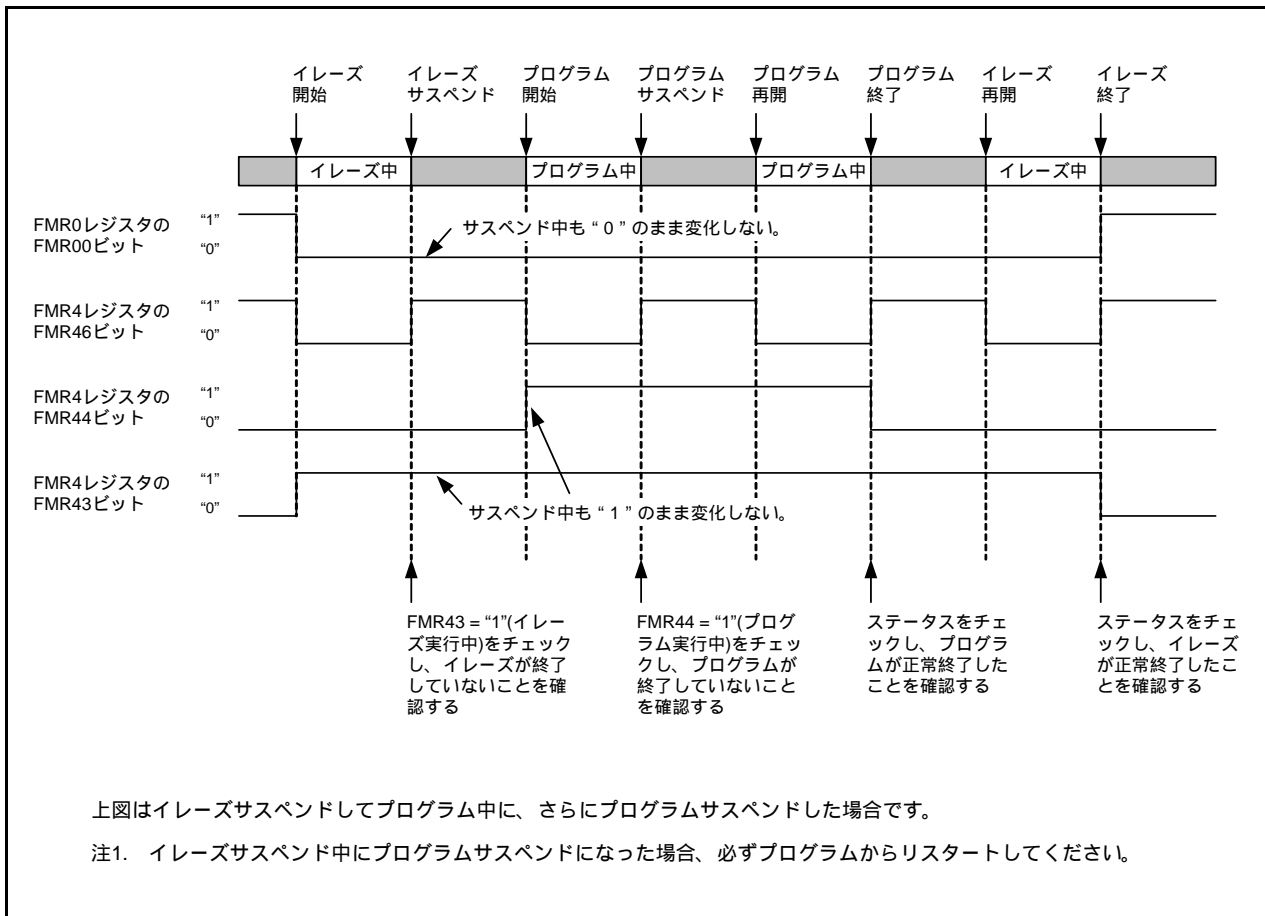 イレーズ
開始
イレーズ
サスペンド
プログラム
開始
プログラム
サスペンド
プログラム
再開
プログラム
終了
イレーズ
再開
イレーズ
終了
イレーズ中
プログラム中
プログラム中
イレーズ中
FMR0レジスタの
FMR00ビット
“1”
“0”
サスペンド中も“0”のまま変化しない。
FMR4レジスタの
FMR46ビット
“1”
“0”
FMR4レジスタの
FMR44ビット
“1”
“0”
FMR4レジスタの
FMR43ビット
“1”
“0”
サスペンド中も“1”のまま変化しない。
FMR43 = “1”(イレー
ズ実行中)をチェック
し、イレーズが終了
していないことを確
認する
FMR44 = “1”(プログ
ラム実行中)をチェッ
クし、プログラムが
終了していないこと
を確認する
ステータスをチェ
ックし、プログラ
ムが正常終了した
ことを確認する
ステータスをチェ
ックし、イレーズ
が正常終了したこ
とを確認する
上図はイレーズサスペンドしてプログラム中に、さらにプログラムサスペンドした場合です。
注1. イレーズサスペンド中にプログラムサスペンドになった場合、必ずプログラムからリスタートしてください。